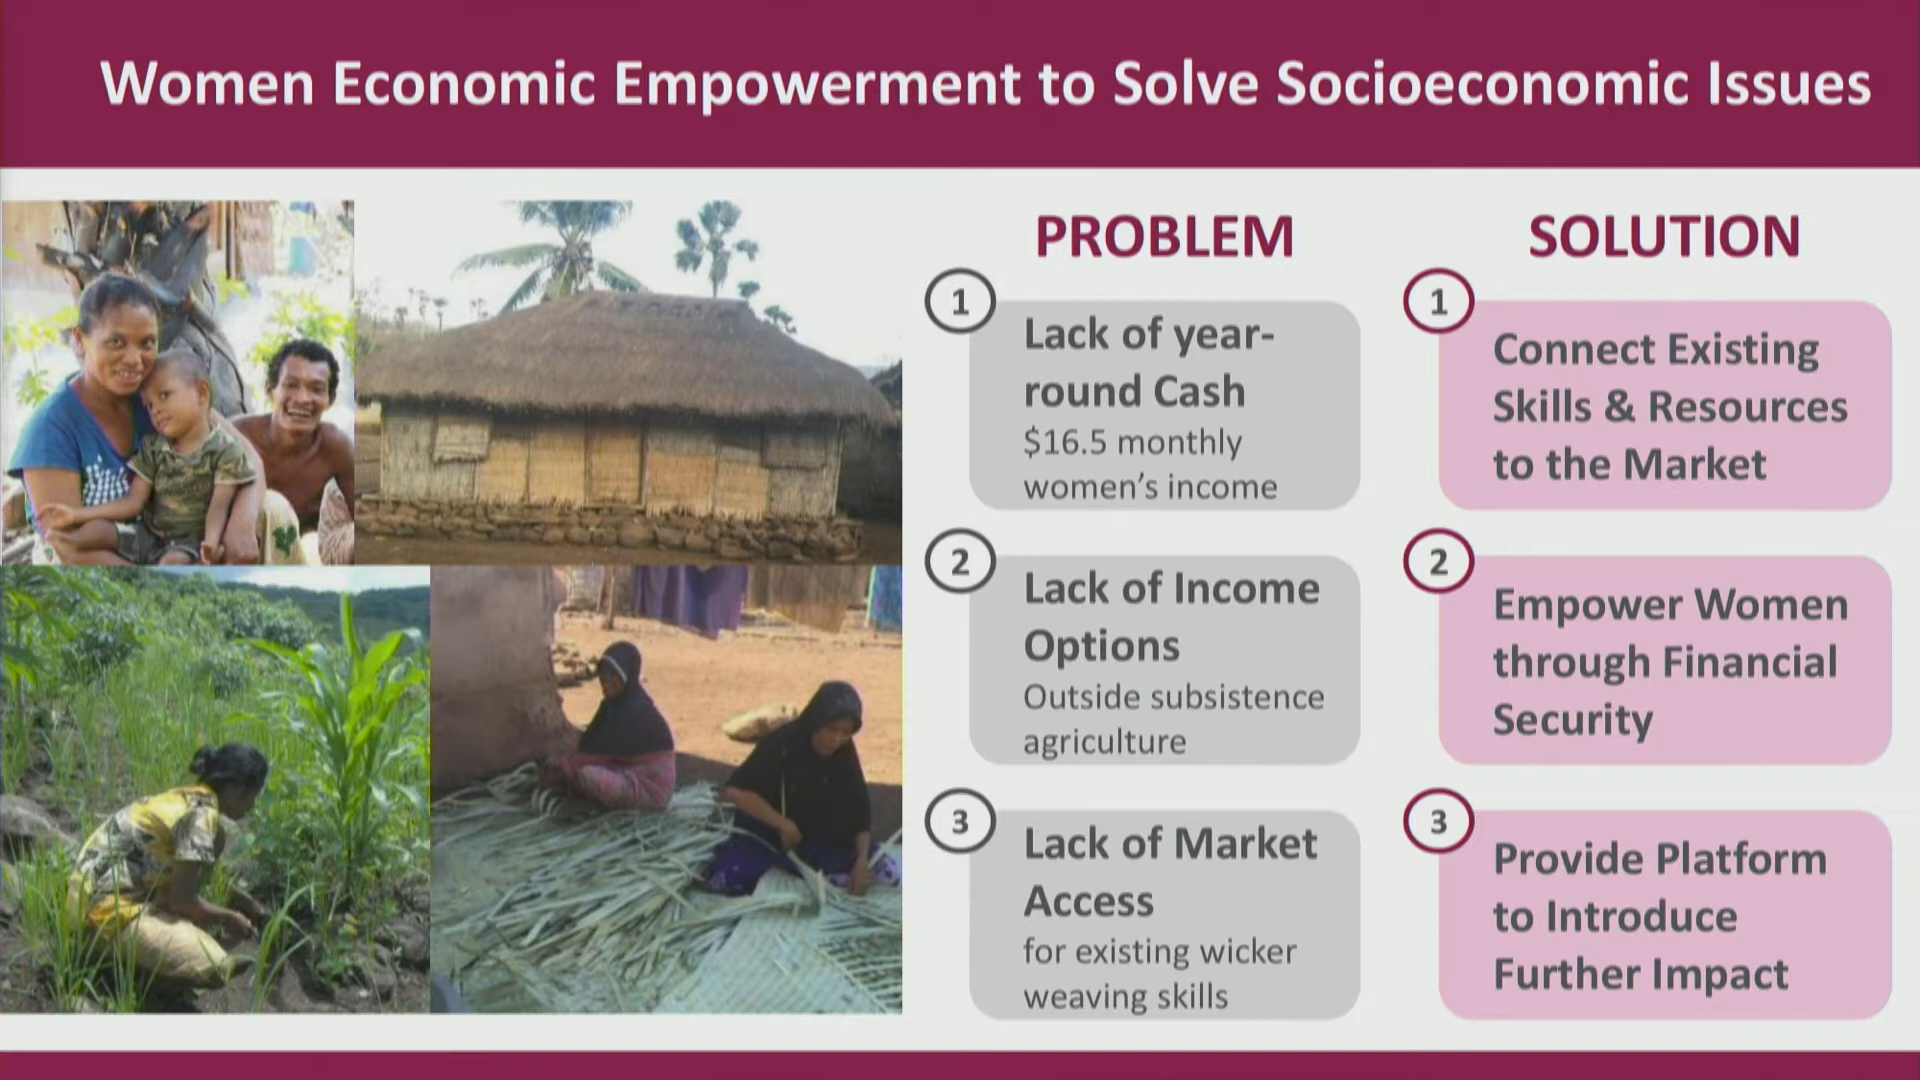 Women Economic Empowerment to Solve Socioeconomic Issues
PROBLEM
1
Lack of year-
round Cash
$16.5 monthly
women's income
2
Lack of Income
Options
Outside subsistence
agriculture
3
Lack of Market
Access
for existing wicker
weaving skills
SOLUTION
1
Connect Existing
Skills & Resources
to the Market
2
Empower Women
through Financial
Security
3
Provide Platform
to Introduce
Further Impact